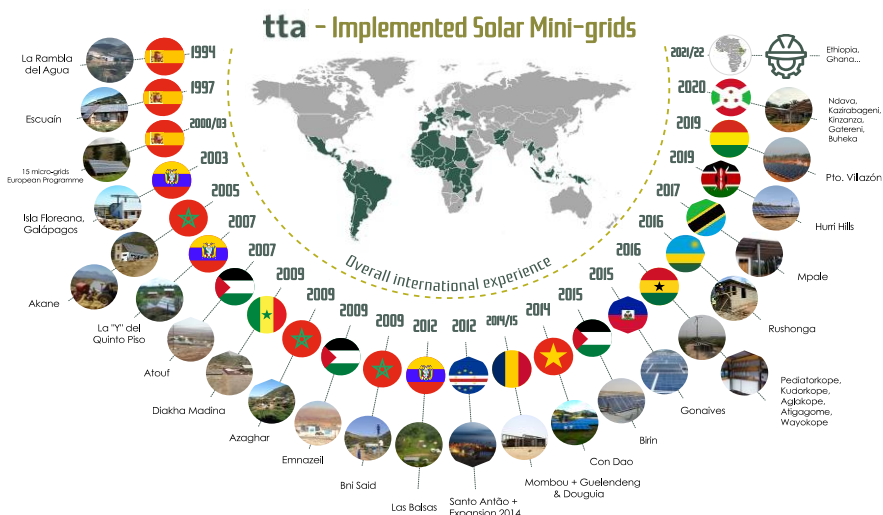 tta – Implemented Solar Mini-grids
Overall international experience
1994
La Rambla
del Agua
1997
Escuaín
2000/03
15 micro-grids
European Programme
2003
Isla Floreana,
Galápagos
2005
Akane
2007
La "Y" del
Quinto Piso
2007
Atouf
2009
Diakha Madina
2009
Azaghar
2009
Emnazeil
2009
Bni Said
2012
Las Balsas
2012
Santo Antão +
Expansion 2014
2014/15
Mombou + Guelendeng
& Douguia
2014
Con Dao
2015
Birin
2015
Gonaives
2016
Pediatorkope,
Kudorkope,
Aglakope,
Atigagome,
Wayokope
2016
Rushonga
2017
Mpale
2019
Hurri Hills
2019
Pto. Vilazón
2020
Ndava,
Kazirabageni,
Kinzanza,
Gatereni,
Buheka
2021/22
Ethiopia,
Ghana...